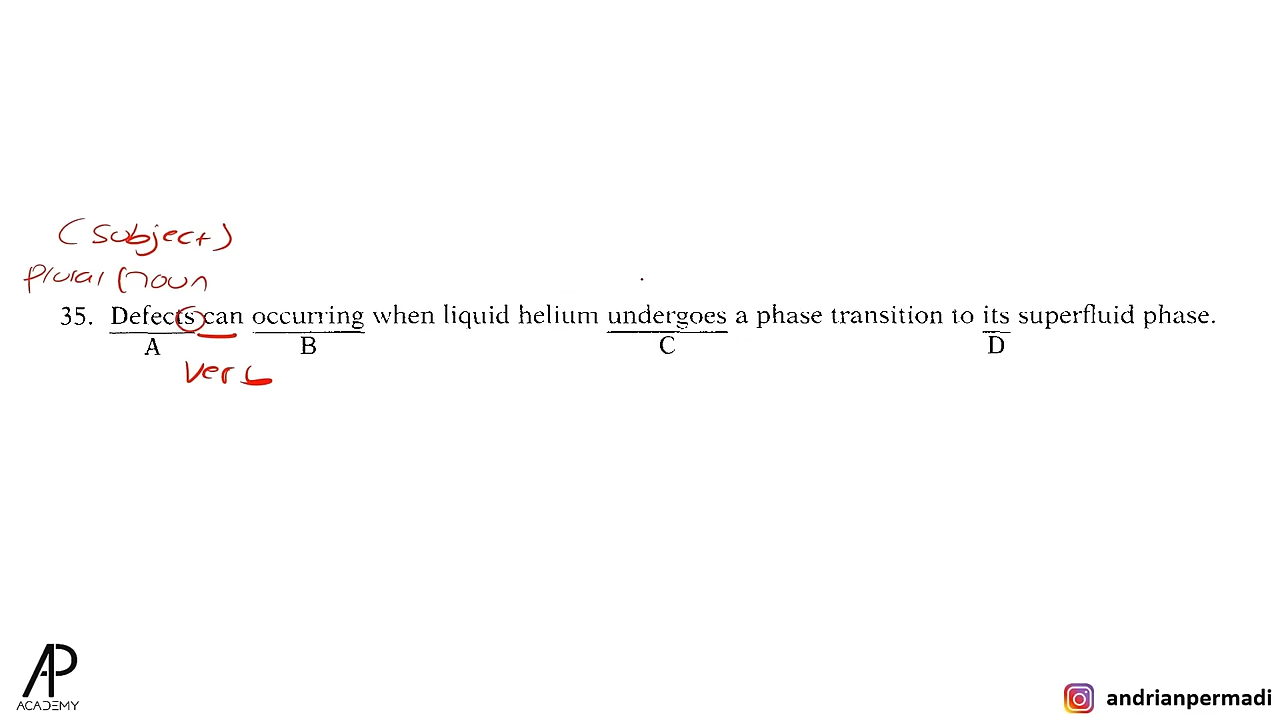 (subject)
plural noun
35. Defects can occurring when liquid helium undergoes a phase transition to its superfluid phase.
A B C D
verb
AP
ACADEMY
andrianpermadi